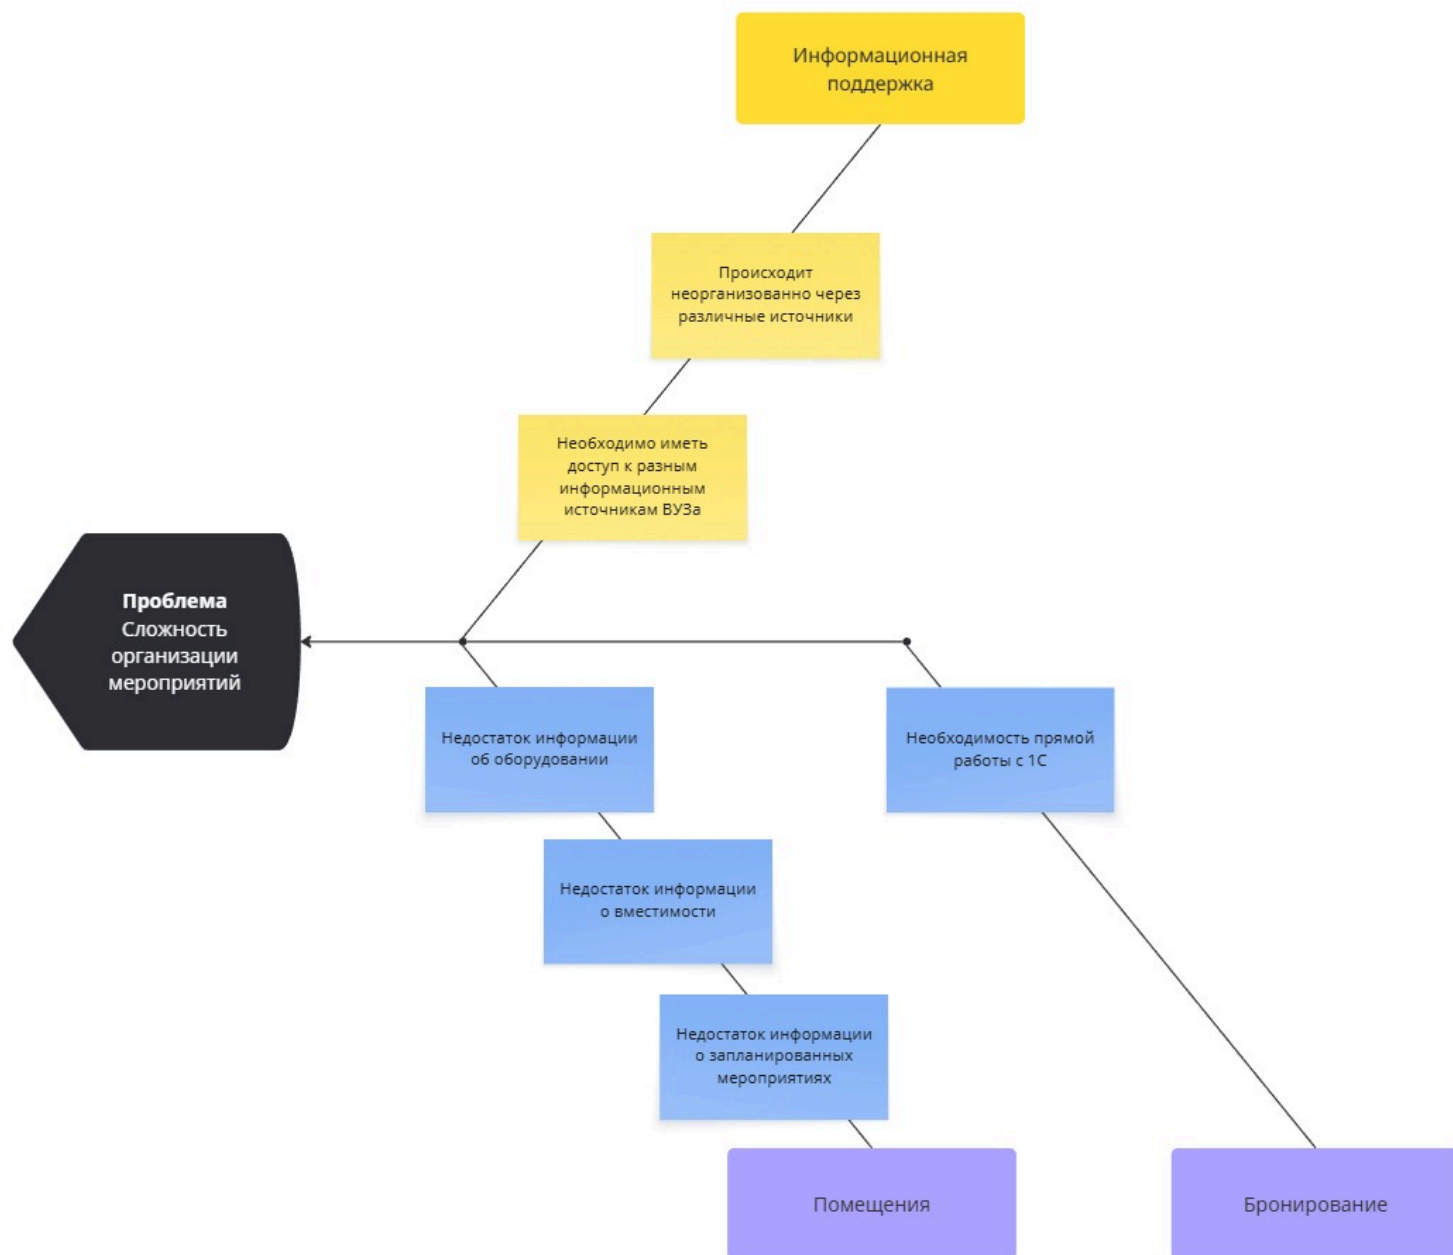 Информационная
поддержка
Происходит
неорганизованно через
различные источники
Необходимо иметь
доступ к разным
информационным
источникам ВУЗа
Проблема
Сложность
организации
мероприятий
Недостаток информации
об оборудовании
Необходимость прямой
работы с 1С
Недостаток информации
о вместимости
Недостаток информации
о запланированных
мероприятиях
Помещения
Бронирование